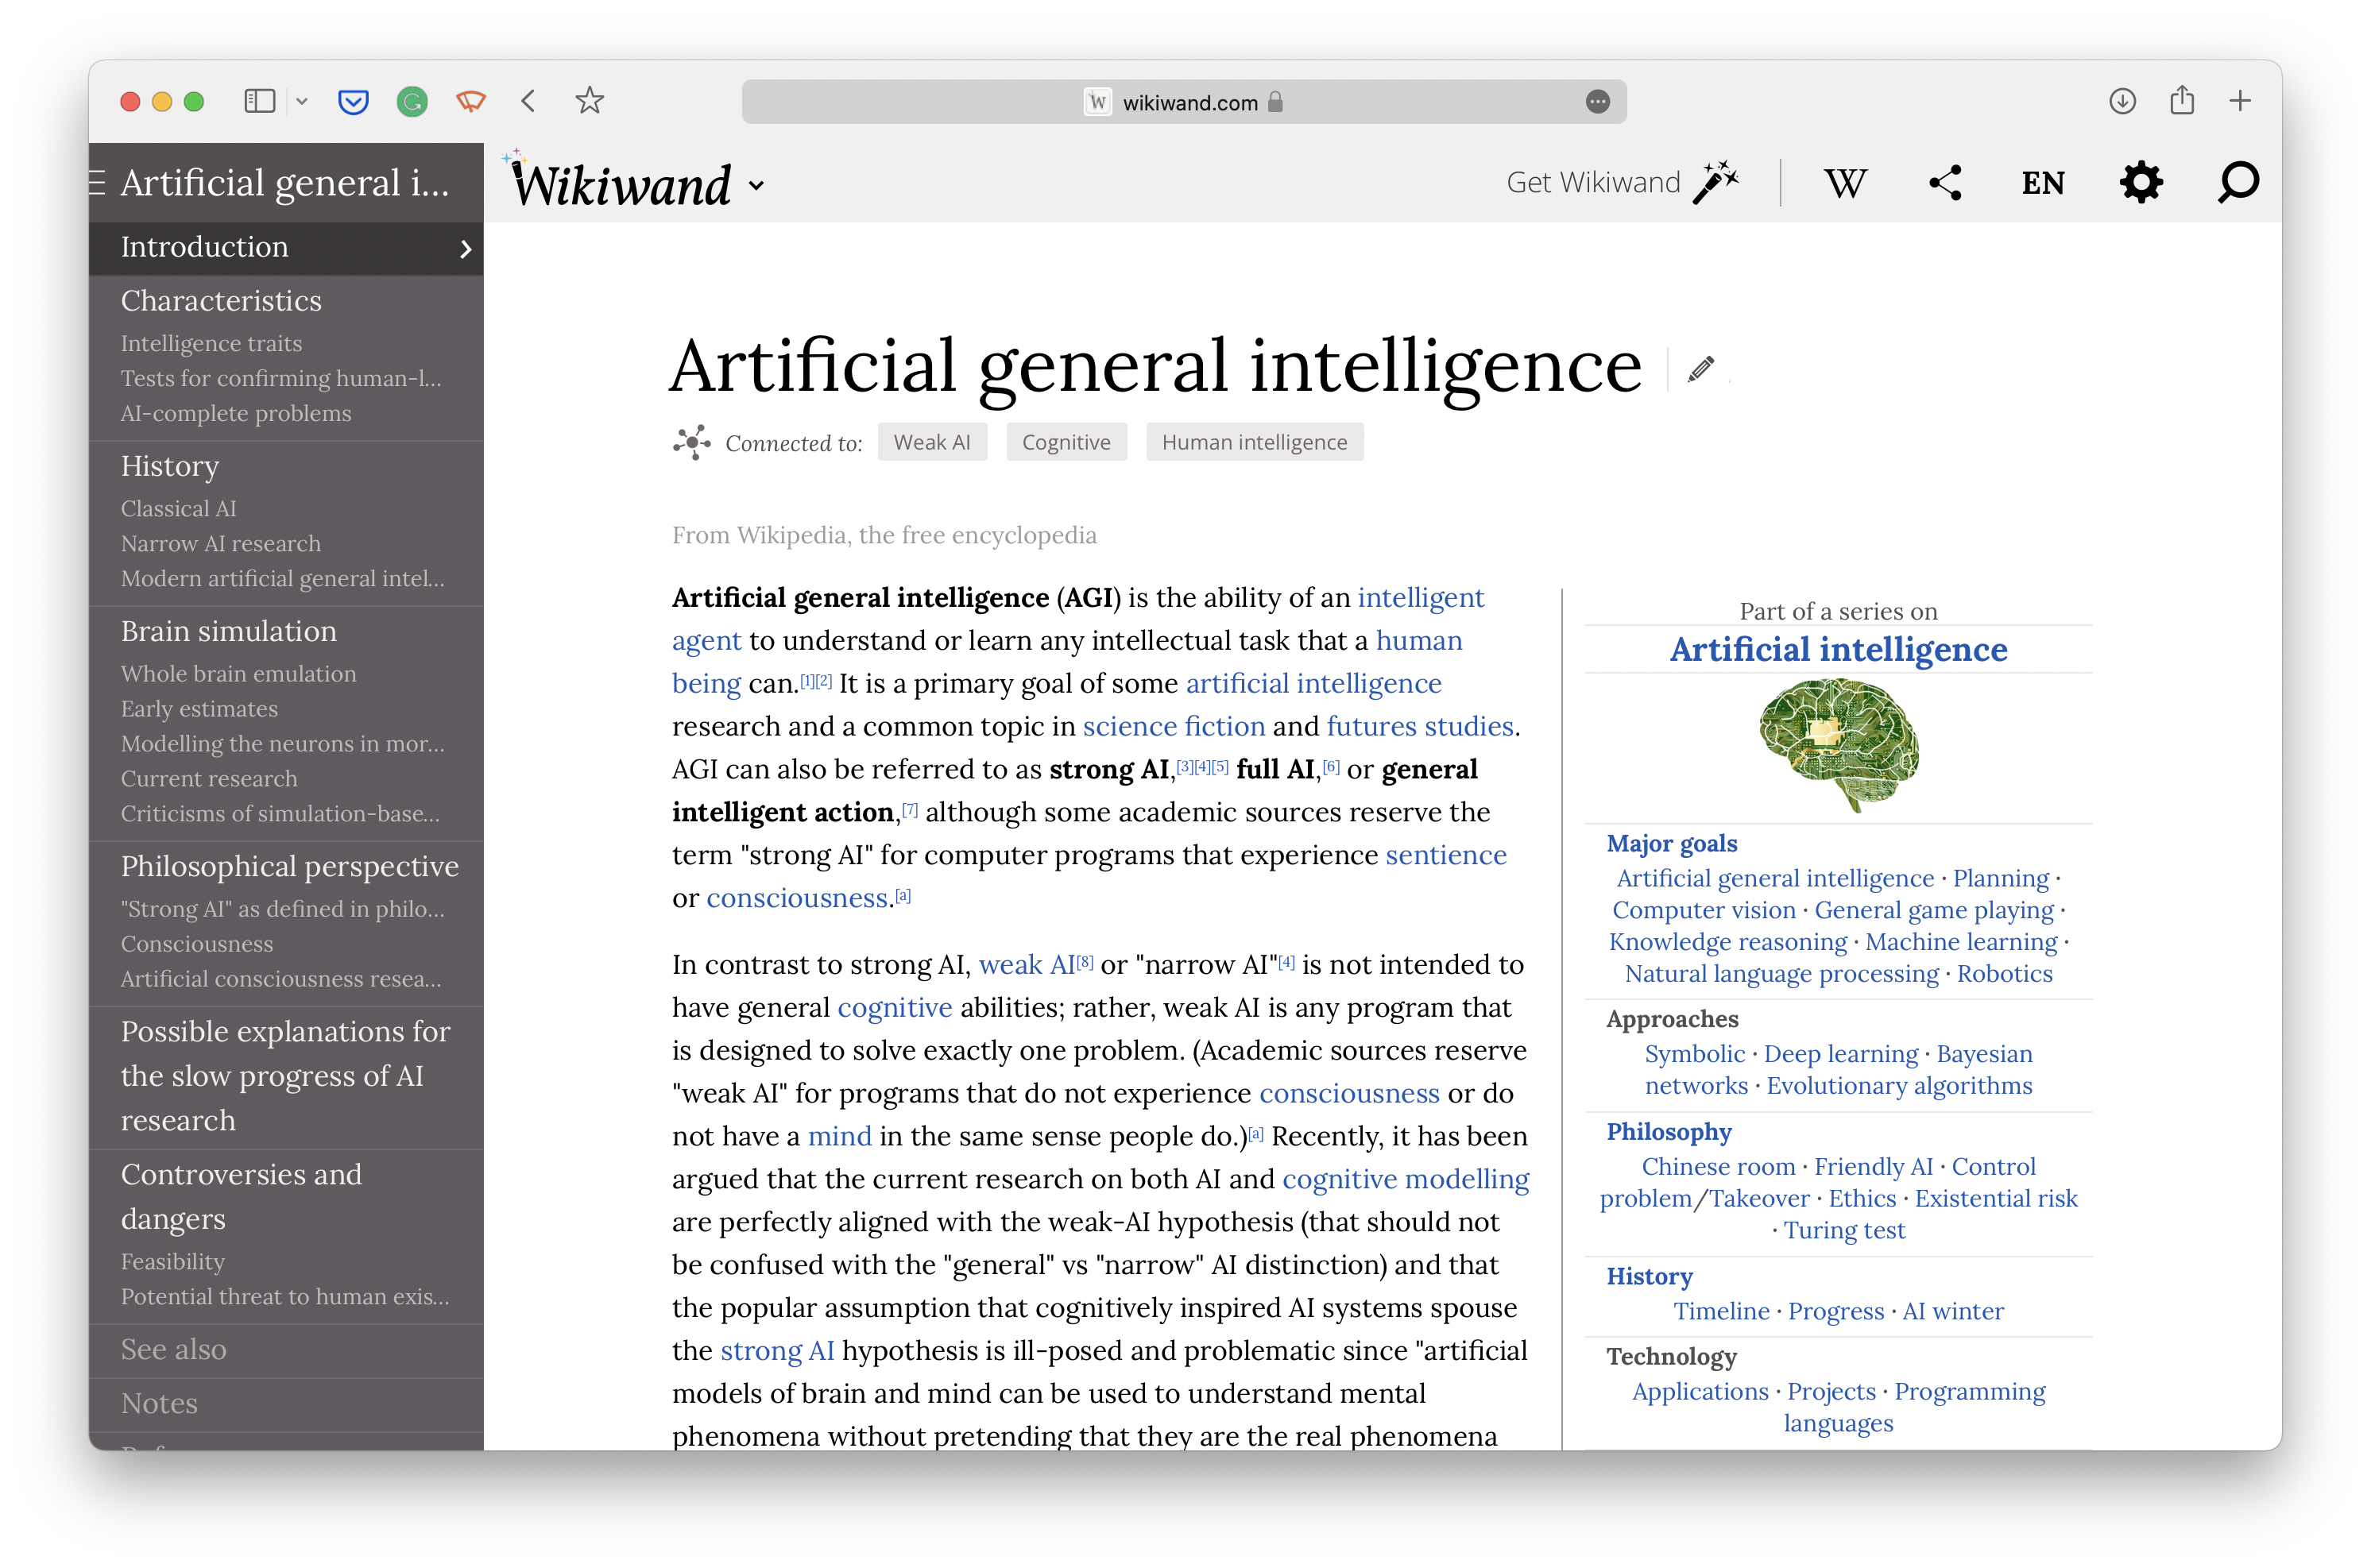 wikiwand.com
Artificial general i...
Wikiwand
Get Wikiwand
W
EN
Introduction
Characteristics
Intelligence traits
Tests for confirming human-l...
AI-complete problems
History
Classical AI
Narrow AI research
Modern artificial general intel...
Brain simulation
Whole brain emulation
Early estimates
Modelling the neurons in mor...
Current research
Criticisms of simulation-base...
Philosophical perspective
"Strong AI" as defined in philo...
Consciousness
Artificial consciousness resea...
Possible explanations for
the slow progress of AI
research
Controversies and
dangers
Feasibility
Potential threat to human exis...
See also
Notes
Artificial general intelligence
Connected to: Weak AI Cognitive Human intelligence
From Wikipedia, the free encyclopedia
Artificial general intelligence (AGI) is the ability of an intelligent
agent to understand or learn any intellectual task that a human
being can.[1][2] It is a primary goal of some artificial intelligence
research and a common topic in science fiction and futures studies.
AGI can also be referred to as strong AI,[3][4][5] full AI,[6] or general
intelligent action,[7] although some academic sources reserve the
term "strong AI" for computer programs that experience sentience
or consciousness.[a]
In contrast to strong AI, weak AI[8] or "narrow AI"[4] is not intended to
have general cognitive abilities; rather, weak AI is any program that
is designed to solve exactly one problem. (Academic sources reserve
"weak AI" for programs that do not experience consciousness or do
not have a mind in the same sense people do.)[a] Recently, it has been
argued that the current research on both AI and cognitive modelling
are perfectly aligned with the weak-AI hypothesis (that should not
be confused with the "general" vs "narrow" AI distinction) and that
the popular assumption that cognitively inspired AI systems spouse
the strong AI hypothesis is ill-posed and problematic since "artificial
models of brain and mind can be used to understand mental
phenomena without pretending that they are the real phenomena
Part of a series on
Artificial intelligence
Major goals
Artificial general intelligence · Planning ·
Computer vision · General game playing ·
Knowledge reasoning · Machine learning ·
Natural language processing · Robotics
Approaches
Symbolic · Deep learning · Bayesian
networks · Evolutionary algorithms
Philosophy
Chinese room · Friendly AI · Control
problem/Takeover · Ethics · Existential risk
· Turing test
History
Timeline · Progress · AI winter
Technology
Applications · Projects · Programming
languages